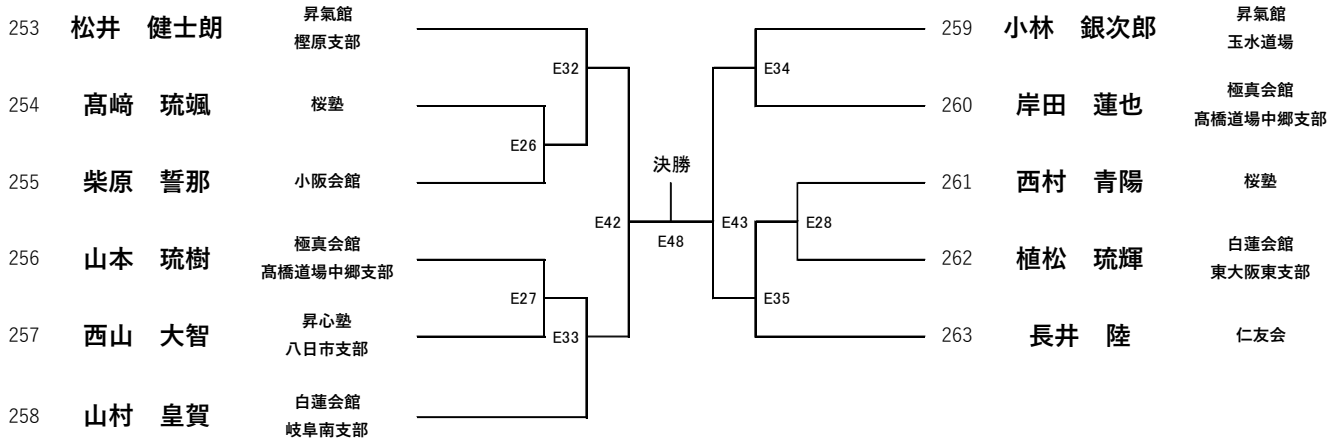 253 松井 健士朗 昇氣館 樫原支部
254 髙﨑 琉颯 桜塾
255 柴原 誓那 小阪会館
256 山本 琉樹 極真会館 髙橋道場中郷支部
257 西山 大智 昇心塾 八日市支部
258 山村 皇賀 白蓮会館 岐阜南支部
E32
E26
E27
E33
E42
決勝
E48
E43
E34
E28
E35
259 小林 銀次郎 昇氣館 玉水道場
260 岸田 蓮也 極真会館 髙橋道場中郷支部
261 西村 青陽 桜塾
262 植松 琉輝 白蓮会館 東大阪東支部
263 長井 陸 仁友会